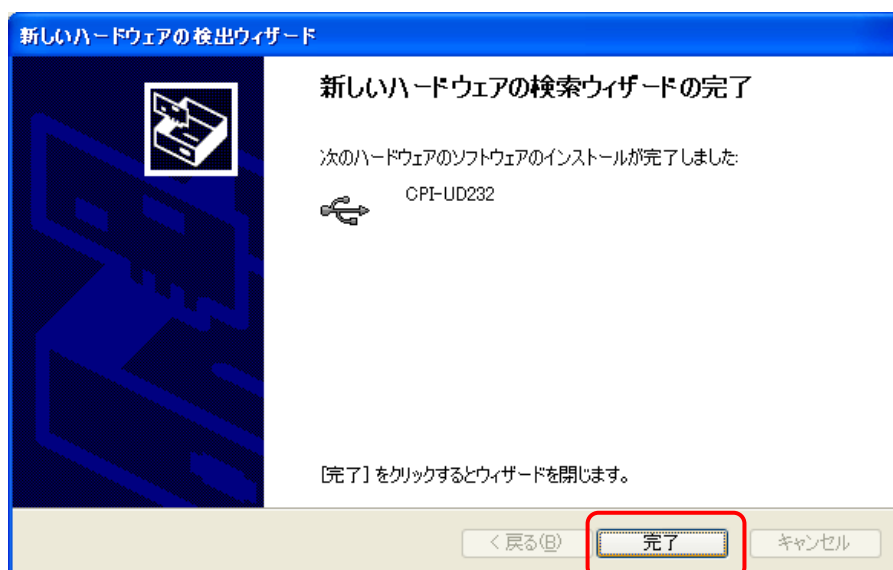 新しいハードウェアの検出ウィザード
新しいハードウェアの検索ウィザードの完了
次のハードウェアのソフトウェアのインストールが完了しました:
CPI-UD232
[完了] をクリックするとウィザードを閉じます。
< 戻る(B) 完了 キャンセル